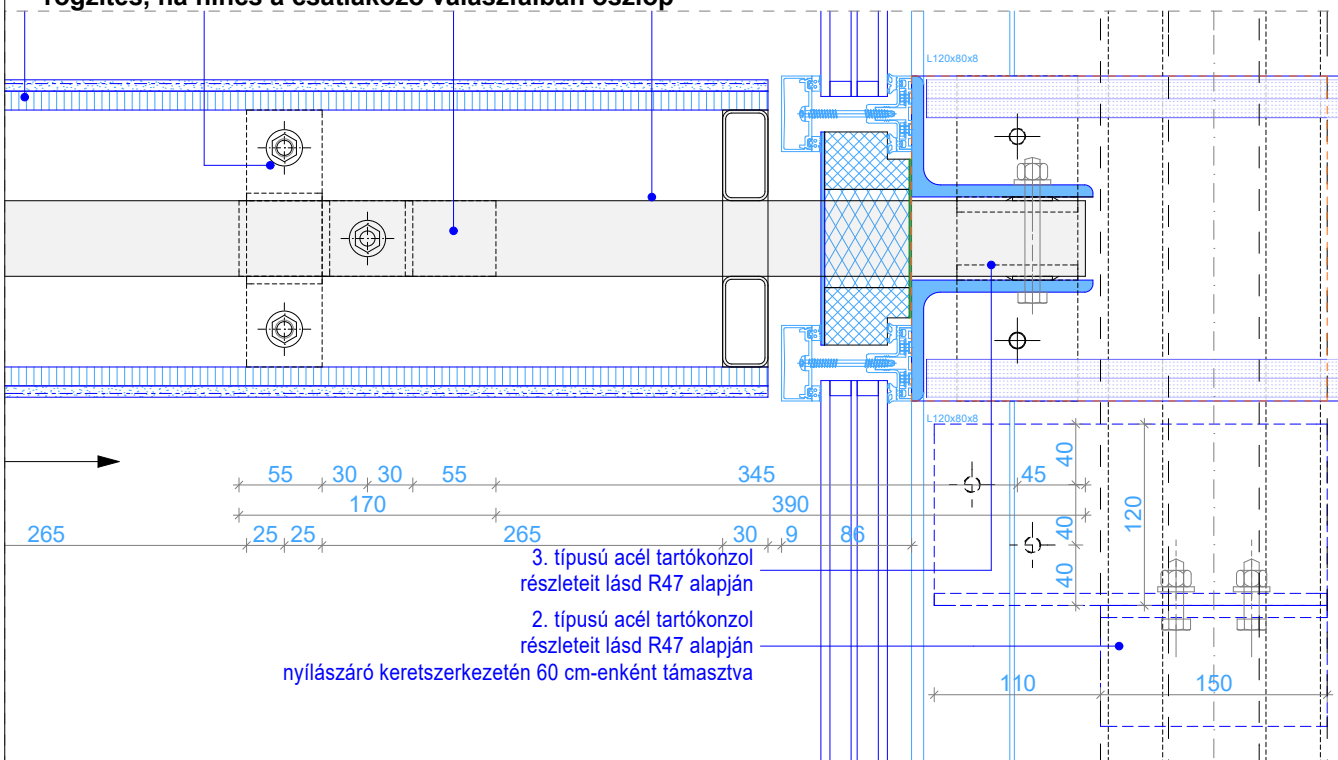 rögzítés, ha nincs a csatlakozó válaszfalban oszlop
L120x80x8
L120x80x8
55 30 30 55 345 45
170 390
265 25 25 265 30 9 86
40
40
40
120
3. típusú acél tartókonzol
részleteit lásd R47 alapján
2. típusú acél tartókonzol
részleteit lásd R47 alapján
nyílászáró keretszerkezetén 60 cm-enként támasztva
110 150